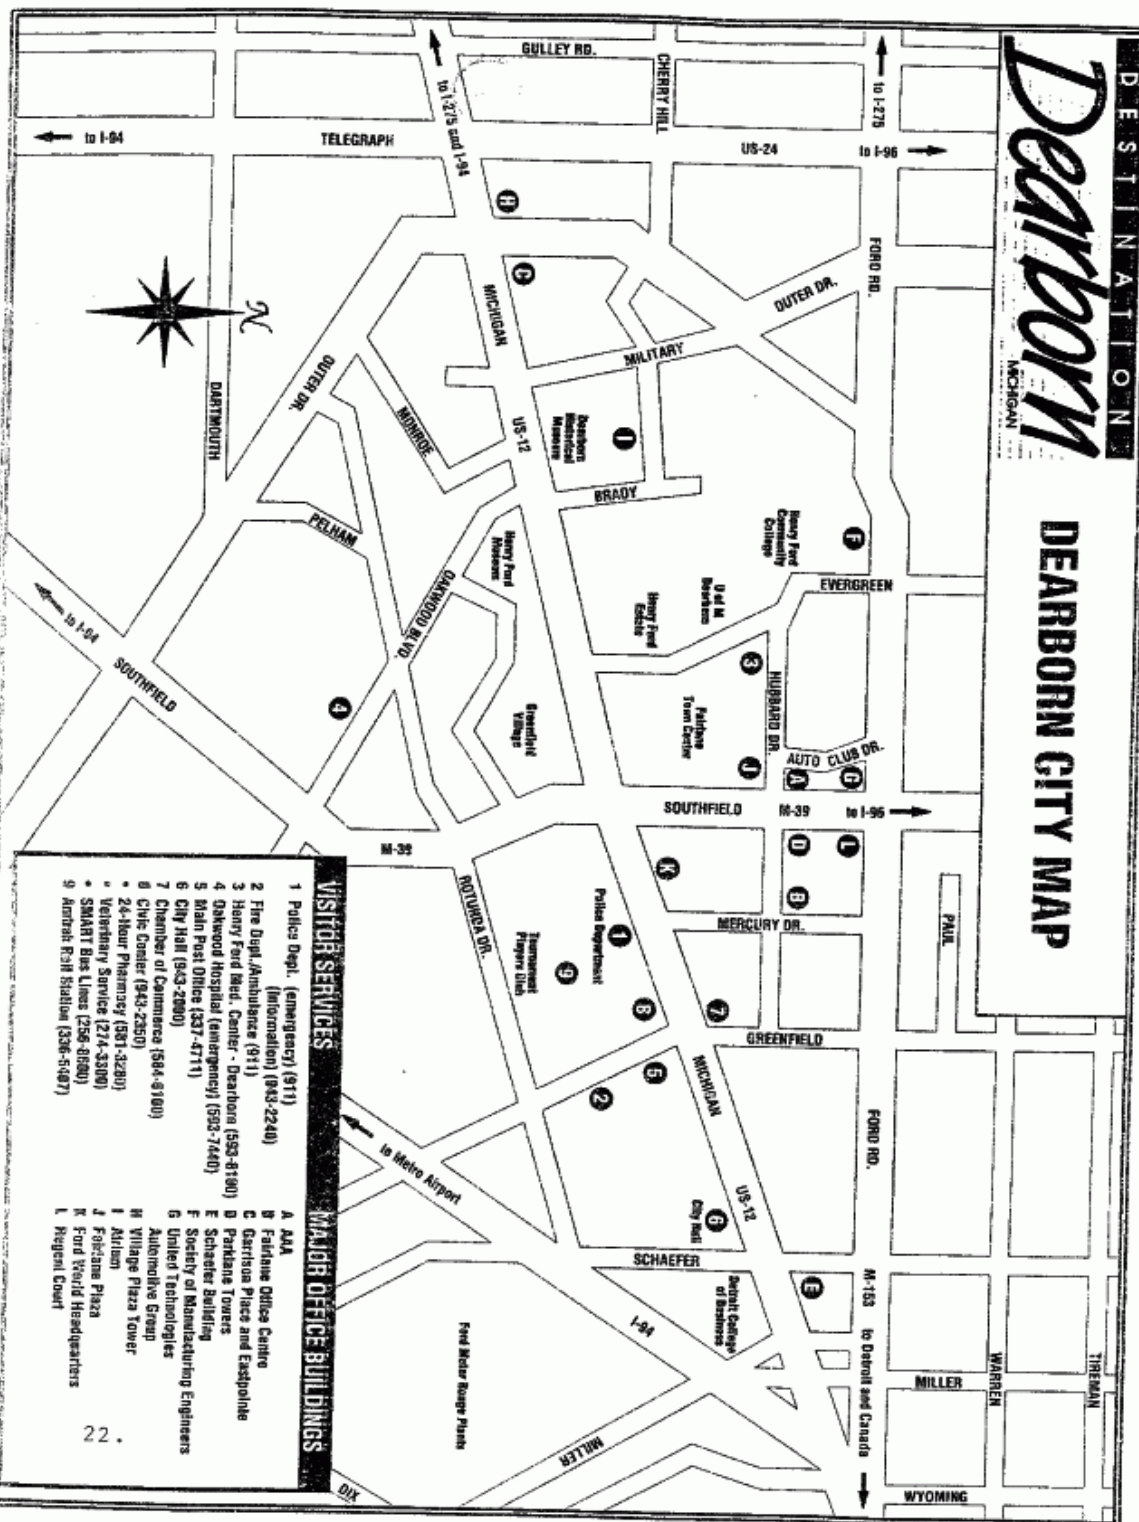 DESTINATION
Dearborn
MICHIGAN
DEARBORN CITY MAP
to I-275
to I-96
US-24
FORD RD.
OUTER DR.
CHERRY HILL
GULLEY RD.
to I-275 and I-94
TELEGRAPH
to I-94
H
C
MICHIGAN
MILITARY
US-12
Dearborn
Historical
Museum
I
BRADY
N
DARTMOUTH
OUTER DR.
MONROE
PELHAM
OAKWOOD BLVD.
Henry Ford
Museum
Henry Ford
Community
College
F
EVERGREEN
U of M
Dearborn
Henry Ford
Estate
3
HUBBARD DR.
Fairlane
Town Center
J
AUTO CLUB DR.
A
G
Greenfield
Village
4
to I-94
SOUTHFIELD
SOUTHFIELD
M-39
to I-96
M-39
D
L
B
K
MERCURY DR.
PAUL
ROTUNDA DR.
Police Department
1
9
Tournament
Players Club
8
7
GREENFIELD
MICHIGAN
5
2
FORD RD.
US-12
6
City Hall
SCHAEFER
to Metro Airport
Detroit College
of Business
E
M-153
to Detroit and Canada
I-94
MILLER
WARREN
TIREMAN
MILLER
WYOMING
DIX
Ford Motor Rouge Plants
VISITOR SERVICES
1 Police Dept. (emergency) (911)
(information) (943-2240)
2 Fire Dept./Ambulance (911)
3 Henry Ford Med. Center - Dearborn (593-8100)
4 Oakwood Hospital (emergency) (593-7440)
5 Main Post Office (337-4711)
6 City Hall (943-2000)
7 Chamber of Commerce (584-6100)
8 Civic Center (943-2350)
* 24-Hour Pharmacy (581-3280)
* Veterinary Service (274-3300)
* SMART Bus Lines (256-8600)
9 Amtrak Rail Station (336-5407)
MAJOR OFFICE BUILDINGS
A AAA
B Fairlane Office Centre
C Garrison Place and Eastpointe
D Parklane Towers
E Schaefer Building
F Society of Manufacturing Engineers
G United Technologies
Automotive Group
H Village Plaza Tower
I Atrium
J Fairlane Plaza
K Ford World Headquarters
L Regent Court
22.